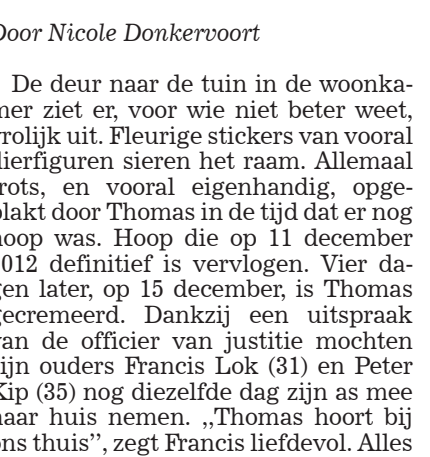 Door Nicole Donkervoort
De deur naar de tuin in de woonka-
mer ziet er, voor wie niet beter weet,
vrolijk uit. Fleurige stickers van vooral
dierfiguren sieren het raam. Allemaal
trots, en vooral eigenhandig, opge-
plakt door Thomas in de tijd dat er nog
hoop was. Hoop die op 11 december
2012 definitief is vervlogen. Vier da-
gen later, op 15 december, is Thomas
gecremeerd. Dankzij een uitspraak
van de officier van justitie mochten
zijn ouders Francis Lok (31) en Peter
Kip (35) nog diezelfde dag zijn as mee
naar huis nemen. ,,Thomas hoort bij
ons thuis’’, zegt Francis liefdevol. Alles